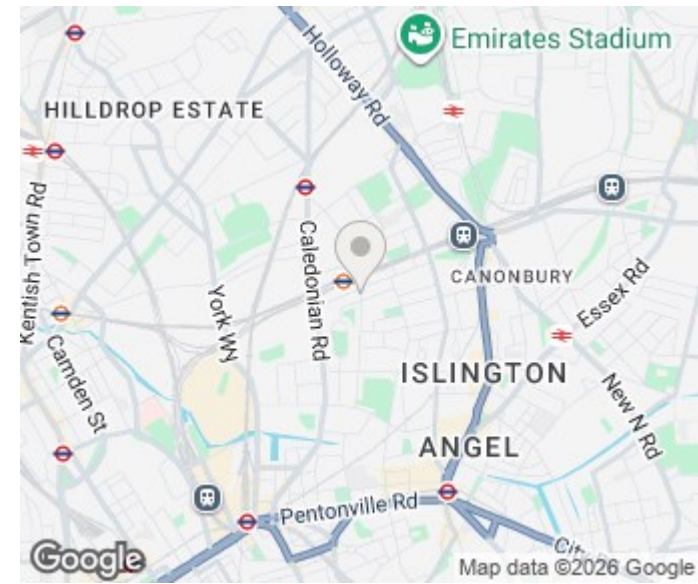 Emirates Stadium
Holloway Rd
HILLDROP ESTATE
Kentish Town Rd
Caledonian Rd
CANONBURY
Essex Rd
York WY
Camden St
ISLINGTON
New N Rd
ANGEL
Pentonville Rd
City
Google
Map data ©2026 Google